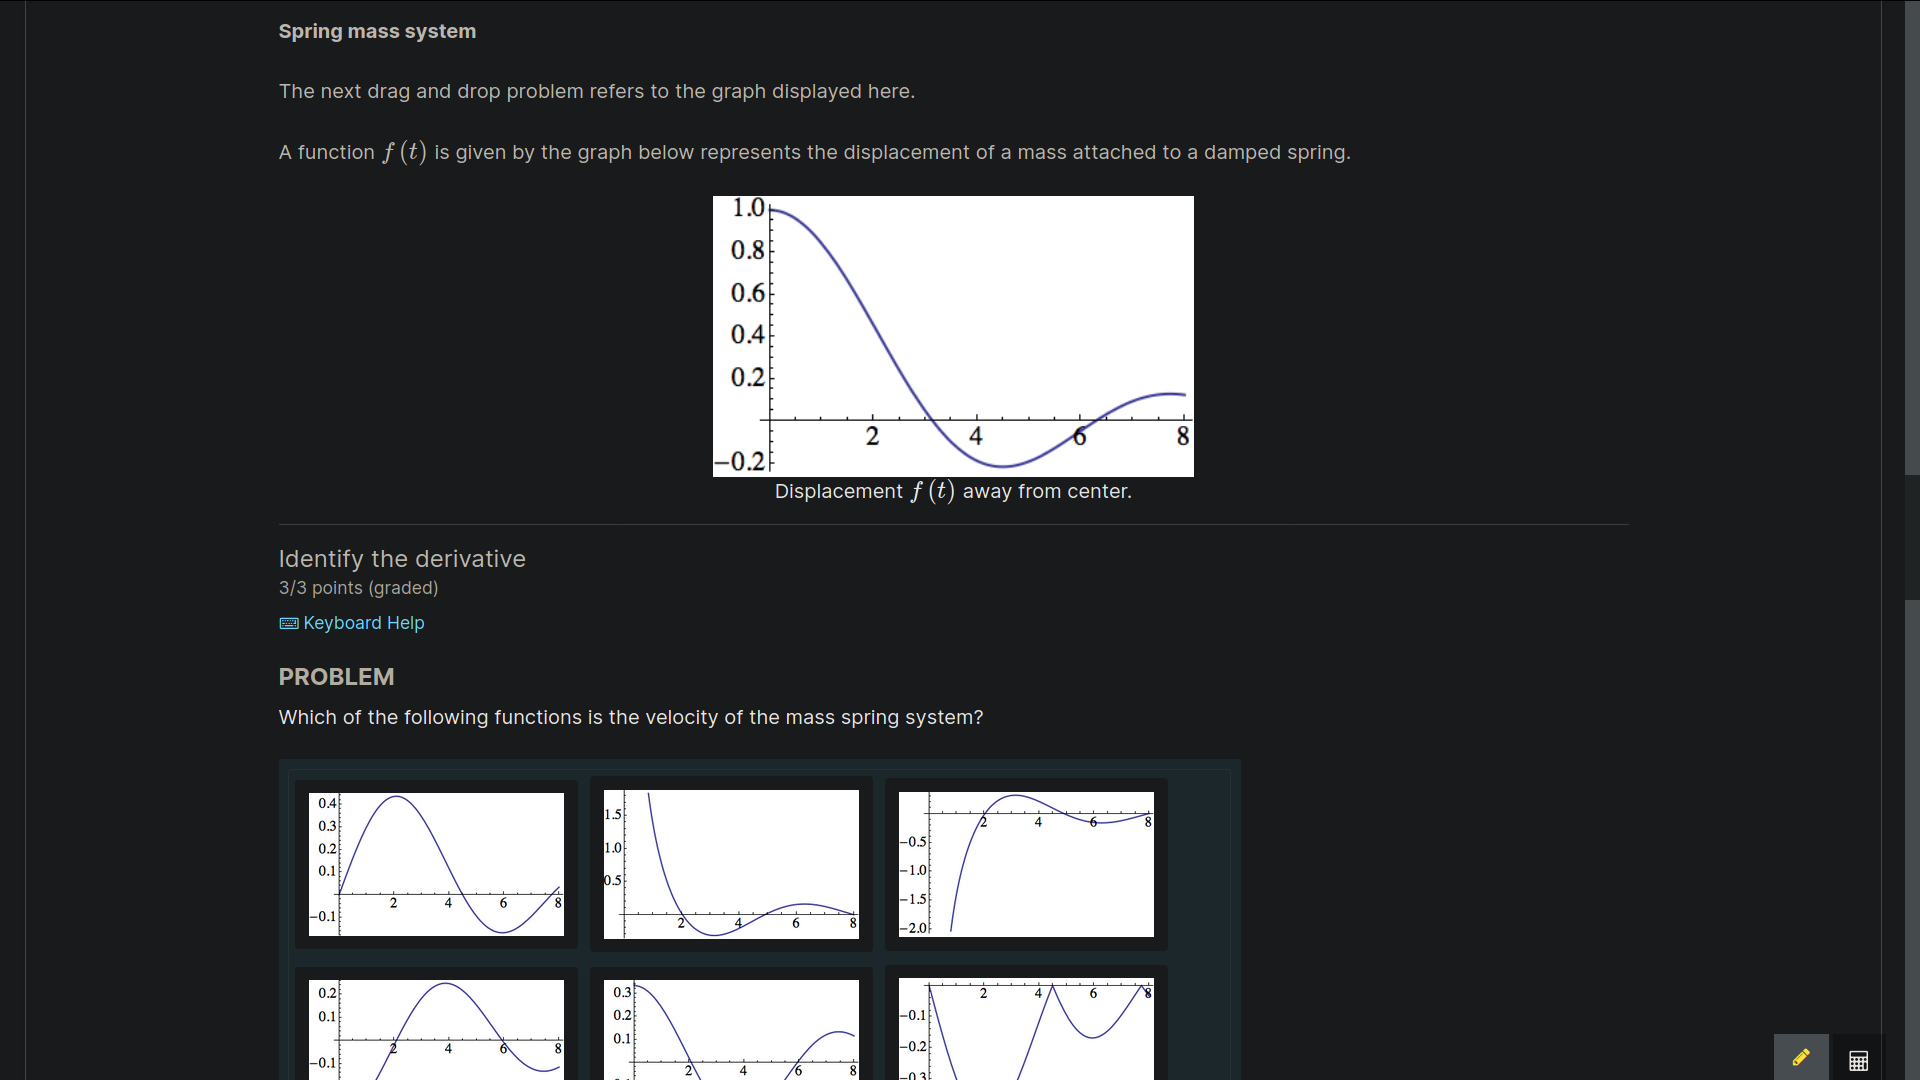 Spring mass system
The next drag and drop problem refers to the graph displayed here.
A function f (t) is given by the graph below represents the displacement of a mass attached to a damped spring.
1.0
0.8
0.6
0.4
0.2
2 4 6 8
−0.2
Displacement f (t) away from center.
Identify the derivative
3/3 points (graded)
Keyboard Help
PROBLEM
Which of the following functions is the velocity of the mass spring system?
0.4
0.3
0.2
0.1
2 4 6 8
−0.1
1.5
1.0
0.5
2 4 6 8
2 4 6 8
−0.5
−1.0
−1.5
−2.0
0.2
0.1
2 4 6 8
−0.1
0.3
0.2
0.1
2 4 6 8
2 4 6 8
−0.1
−0.2
−0.3